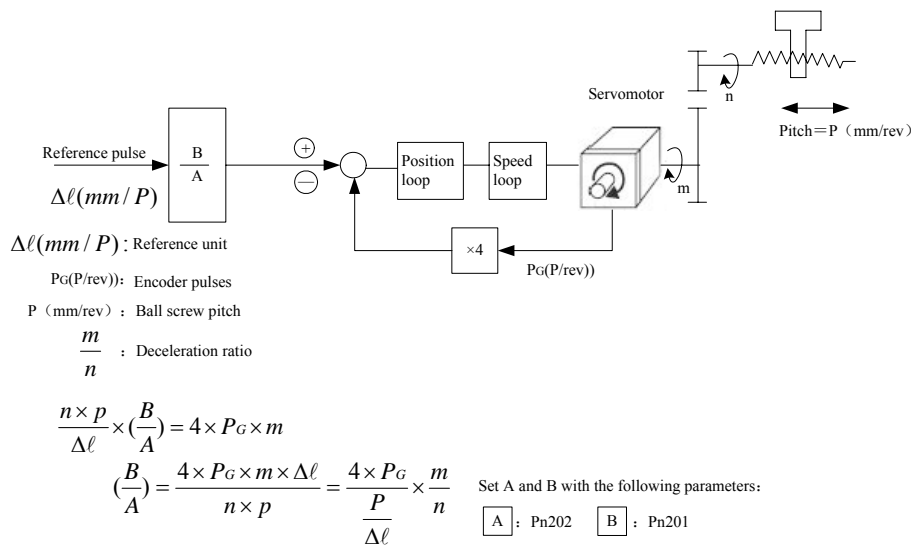 Servomotor
n
Pitch＝P（mm/rev）
Reference pulse
B
A
＋
—
Position
loop
Speed
loop
m
Δℓ(mm / P)
×4
PG(P/rev))
Δℓ(mm / P) : Reference unit
PG(P/rev))： Encoder pulses
P（mm/rev）： Ball screw pitch
m/n ： Deceleration ratio
(n × p)/Δℓ × (B/A) = 4 × PG × m
(B/A) = (4 × PG × m × Δℓ)/(n × p) = (4 × PG)/(P/Δℓ) × m/n
Set A and B with the following parameters：
A ：Pn202 B ：Pn201